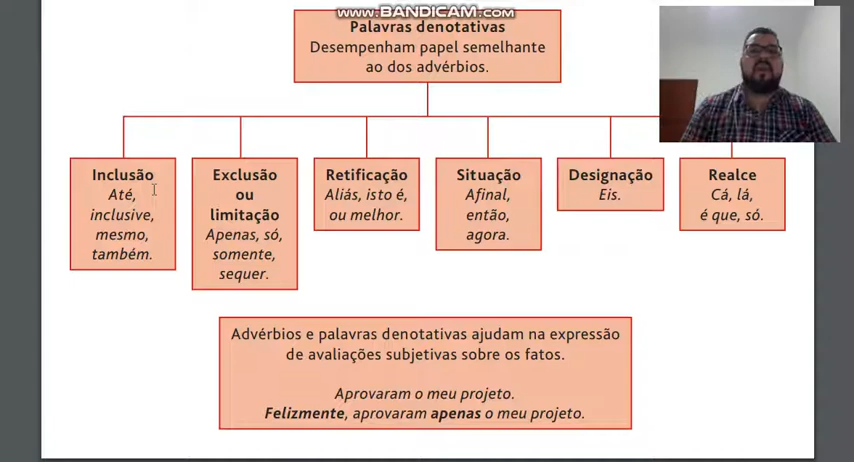 www.BANDICAM.com
Palavras denotativas
Desempenham papel semelhante
ao dos advérbios.
Inclusão
Até,
inclusive,
mesmo,
também.
Exclusão
ou
limitação
Apenas, só,
somente,
sequer.
Retificação
Aliás, isto é,
ou melhor.
Situação
Afinal,
então,
agora.
Designação
Eis.
Realce
Cá, lá,
é que, só.
Advérbios e palavras denotativas ajudam na expressão
de avaliações subjetivas sobre os fatos.
Aprovaram o meu projeto.
Felizmente, aprovaram apenas o meu projeto.